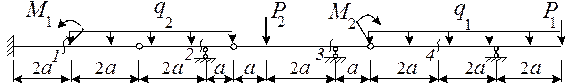 M₁ q₂ P₂ M₂ q₁ P₁
1 2 3 4
2a 2a 2a a a 2a a 2a 2a 2a